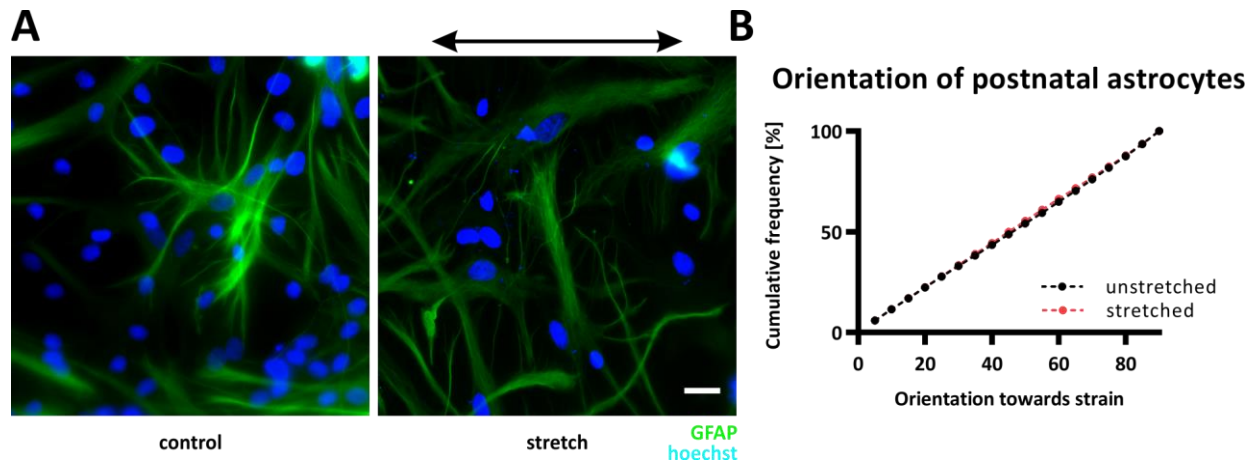 A
control
stretch
GFAP
hoechst
B
Orientation of postnatal astrocytes
Cumulative frequency [%]
100
50
0
unstretched
stretched
0 20 40 60 80
Orientation towards strain